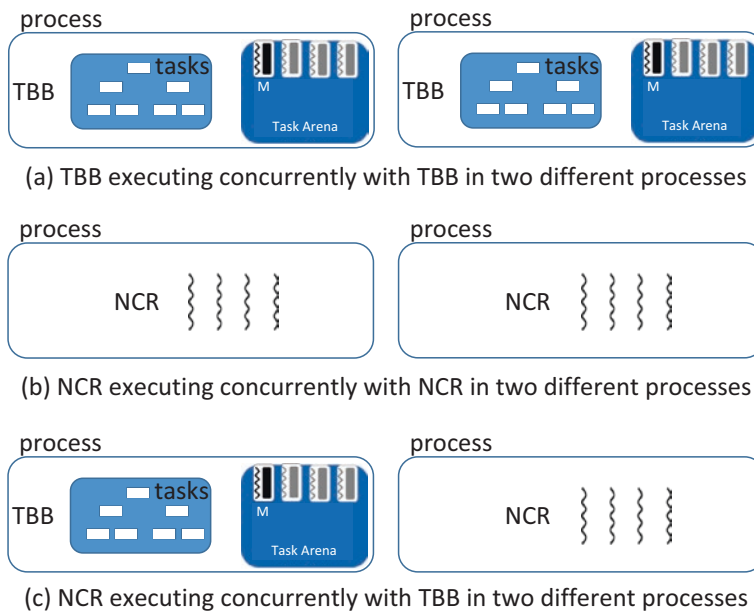 process process
TBB tasks M Task Arena TBB tasks M Task Arena
(a) TBB executing concurrently with TBB in two different processes
process process
NCR NCR
(b) NCR executing concurrently with NCR in two different processes
process process
TBB tasks M Task Arena NCR
(c) NCR executing concurrently with TBB in two different processes